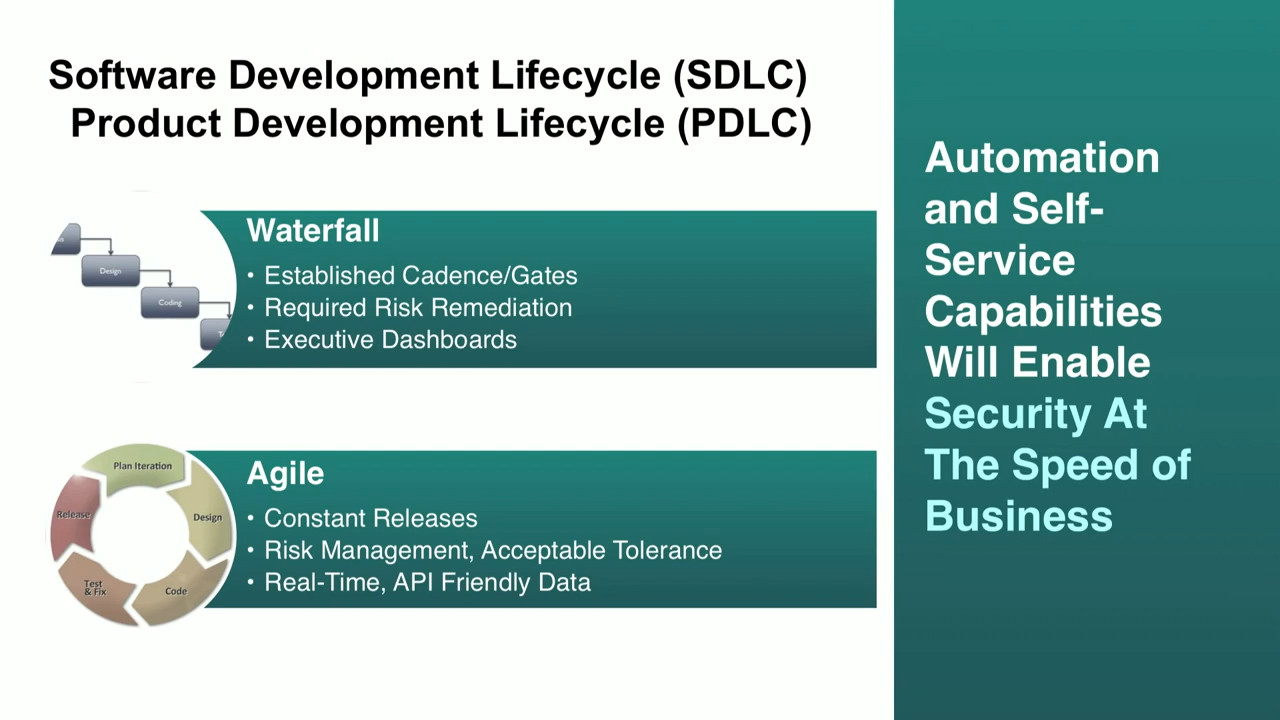 Software Development Lifecycle (SDLC)
Product Development Lifecycle (PDLC)
Design
Coding
Waterfall
• Established Cadence/Gates
• Required Risk Remediation
• Executive Dashboards
Plan Iteration
Design
Code
Test
& Fix
Release
Agile
• Constant Releases
• Risk Management, Acceptable Tolerance
• Real-Time, API Friendly Data
Automation
and Self-
Service
Capabilities
Will Enable
Security At
The Speed of
Business